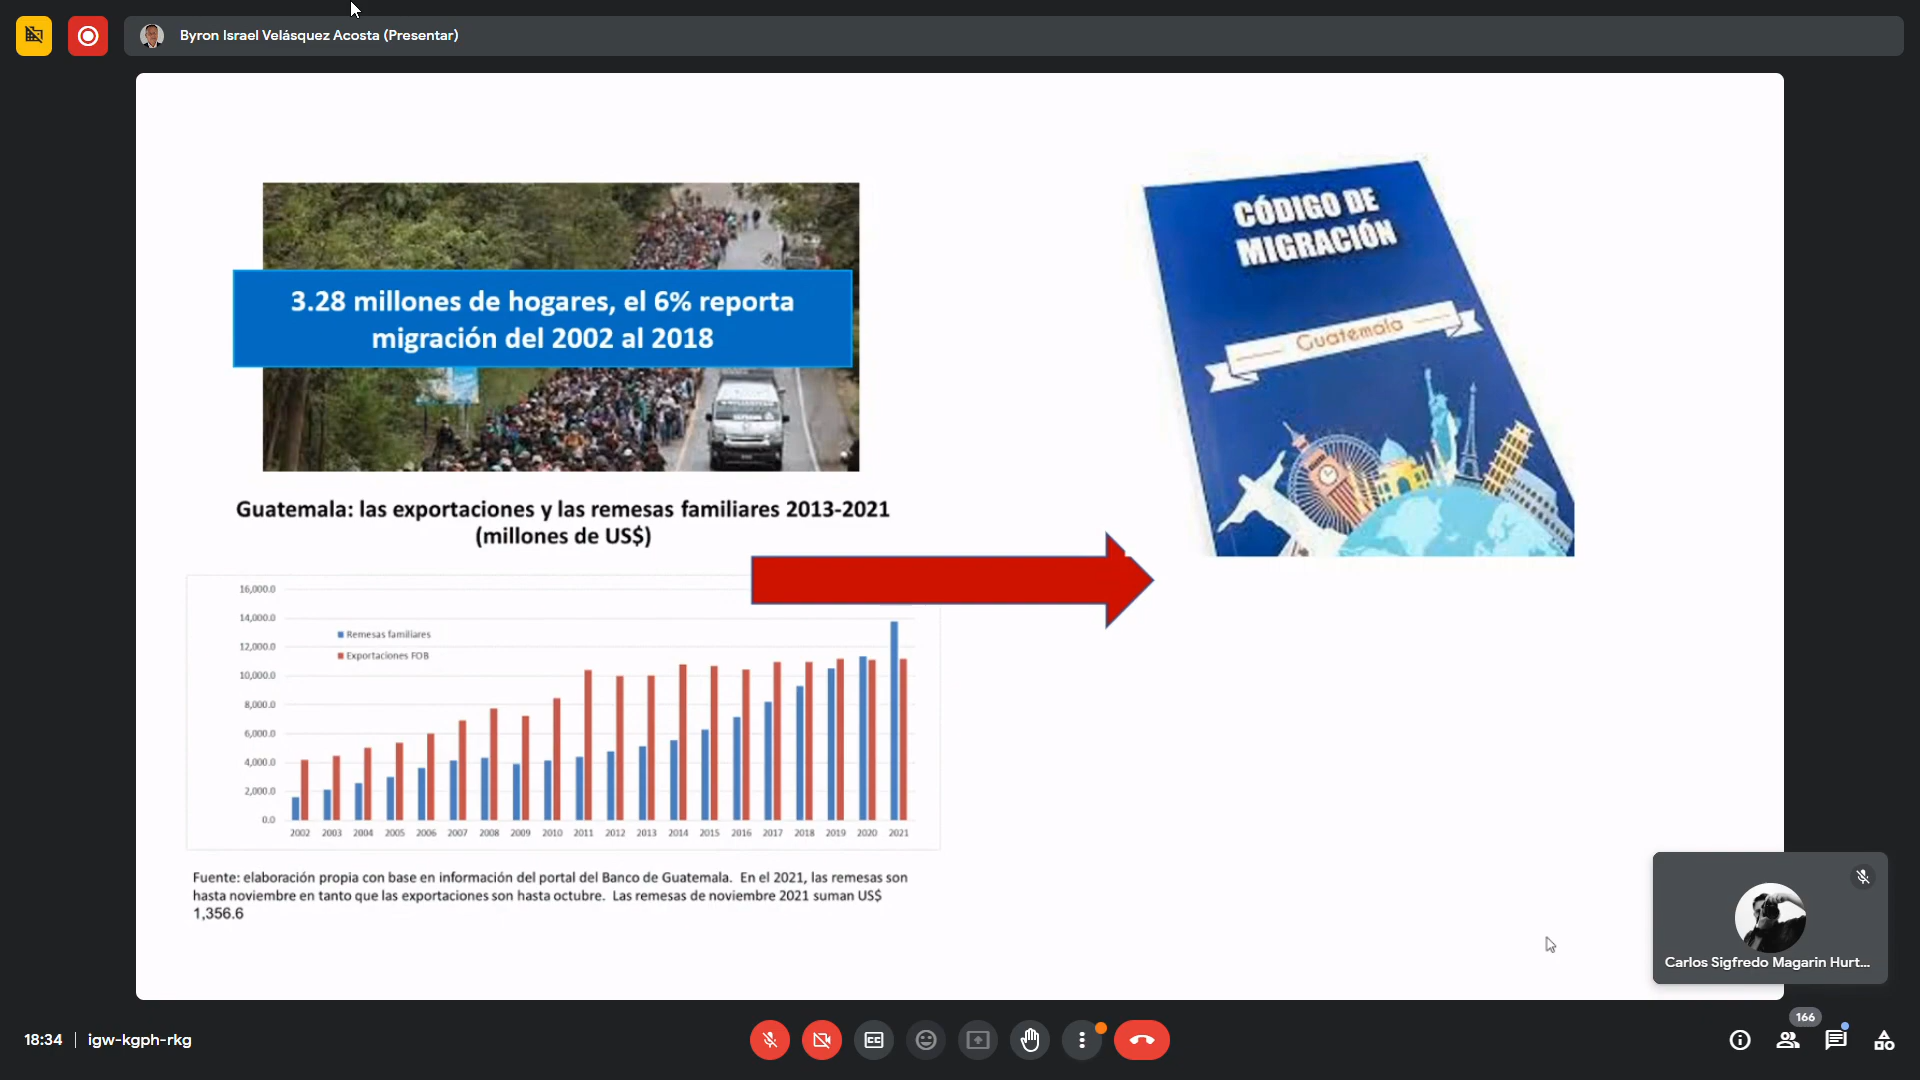 Byron Israel Velásquez Acosta (Presentar)
3.28 millones de hogares, el 6% reporta
migración del 2002 al 2018
CÓDIGO DE
MIGRACIÓN
Guatemala
Guatemala: las exportaciones y las remesas familiares 2013-2021
(millones de US$)
16,000.0
14,000.0
12,000.0
10,000.0
8,000.0
6,000.0
4,000.0
2,000.0
0.0
Remesas familiares
Exportaciones FOB
2002 2003 2004 2005 2006 2007 2008 2009 2010 2011 2012 2013 2014 2015 2016 2017 2018 2019 2020 2021
Fuente: elaboración propia con base en información del portal del Banco de Guatemala. En el 2021, las remesas son
hasta noviembre en tanto que las exportaciones son hasta octubre. Las remesas de noviembre 2021 suman US$
1,356.6
Carlos Sigfredo Magarin Hurt...
18:34 | igw-kgph-rkg
CC
166